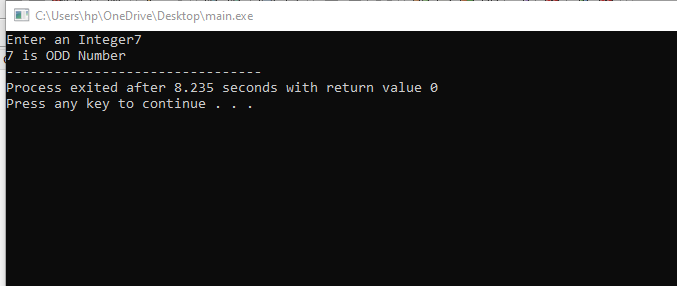 C:\Users\hp\OneDrive\Desktop\main.exe
Enter an Integer7
7 is ODD Number
--------------------------------
Process exited after 8.235 seconds with return value 0
Press any key to continue . . .